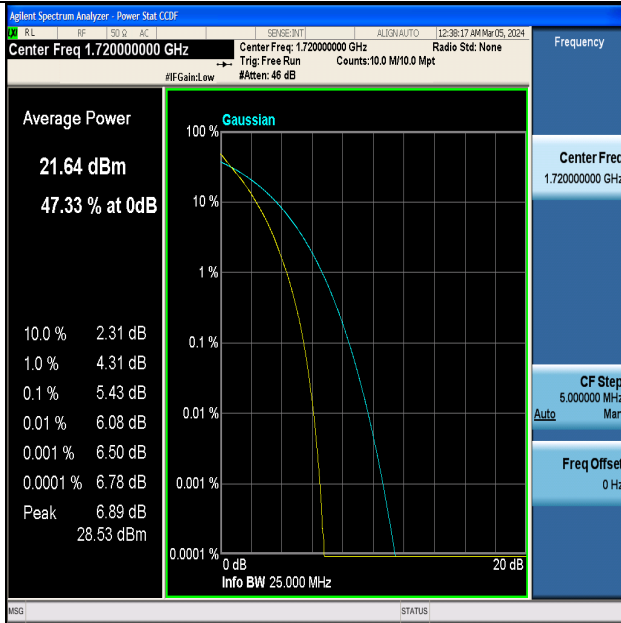 Agilent Spectrum Analyzer - Power Stat CCDF
LXI RL RF 50 Ω AC SENSE:INT ALIGN AUTO 12:38:17 AM Mar 05, 2024
Center Freq 1.720000000 GHz
Center Freq: 1.720000000 GHz Radio Std: None
Trig: Free Run Counts:10.0 M/10.0 Mpt
#IFGain:Low #Atten: 46 dB
Frequency
Average Power
21.64 dBm
47.33 % at 0dB
10.0 % 2.31 dB
1.0 % 4.31 dB
0.1 % 5.43 dB
0.01 % 6.08 dB
0.001 % 6.50 dB
0.0001 % 6.78 dB
Peak 6.89 dB
28.53 dBm
Gaussian
100 %
10 %
1 %
0.1 %
0.01 %
0.001 %
0.0001 %
0 dB 20 dB
Info BW 25.000 MHz
Center Freq
1.720000000 GHz
CF Step
5.000000 MHz
Auto Man
Freq Offset
0 Hz
MSG STATUS